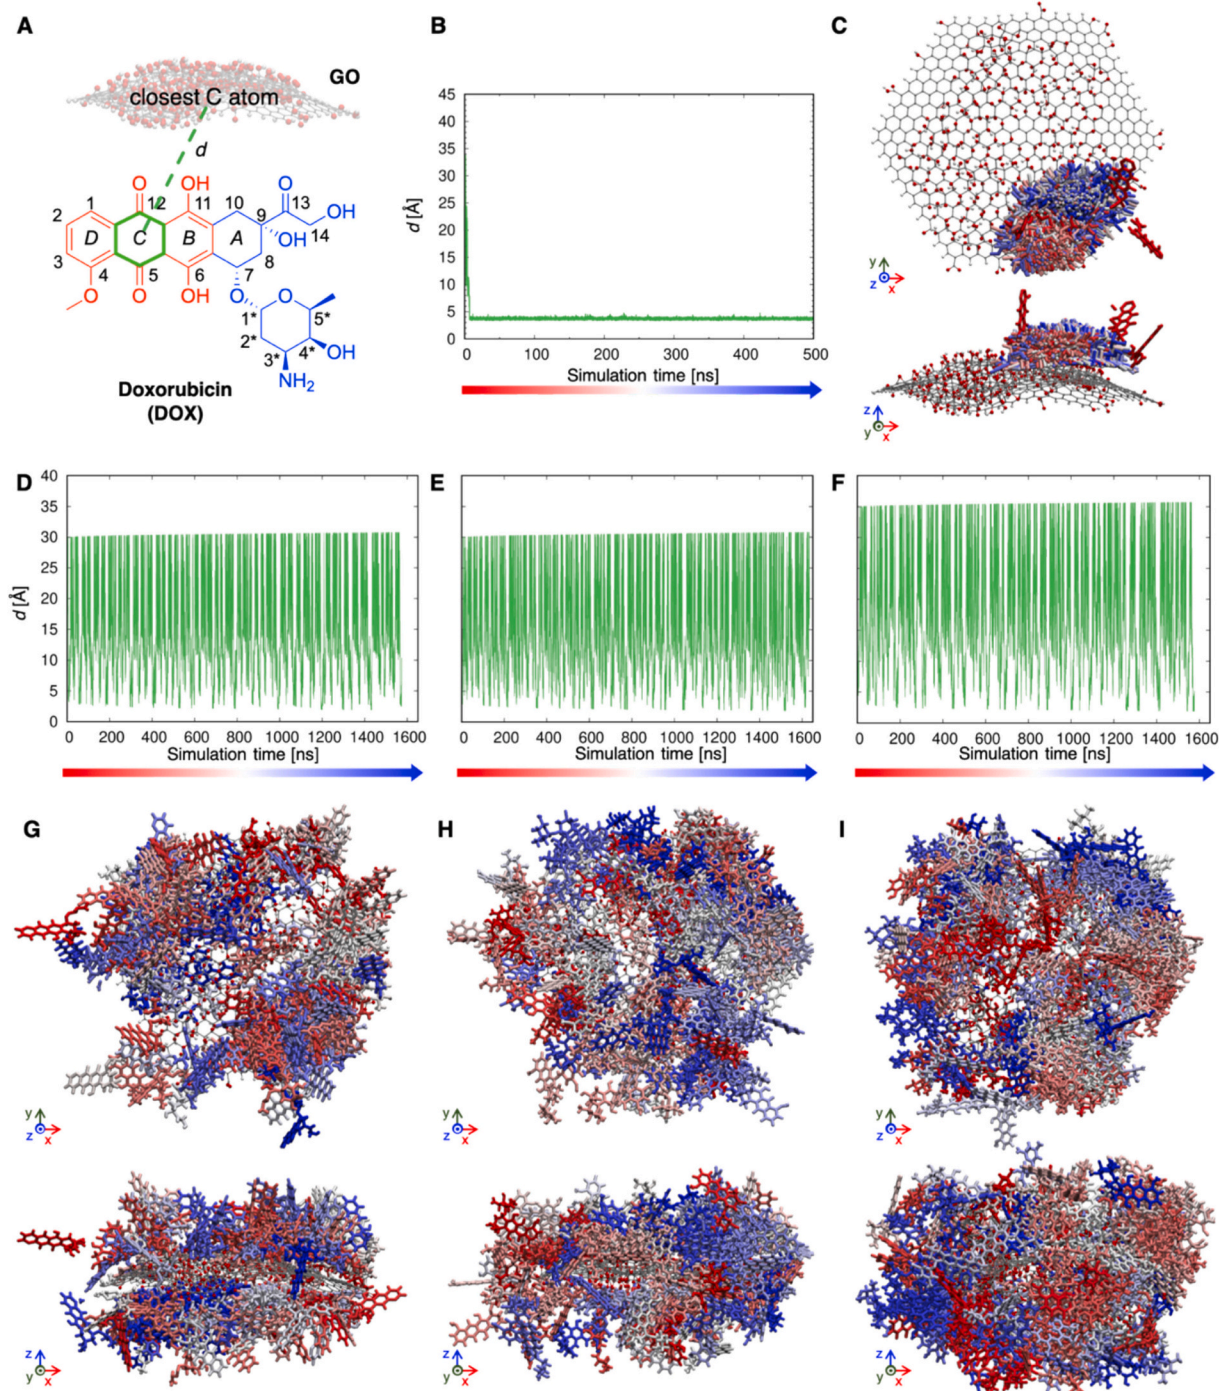 A
GO
closest C atom
d
O
OH
O
12
11
10
13
1
9
OH
2
D
C
B
A
OH
14
3
8
4
5
6
7
O
O
OH
O
O
1*
5*
2*
4*
OH
3*
NH2
Doxorubicin
(DOX)
B
45
40
35
30
25
20
15
10
5
0
d [Å]
0 100 200 300 400 500
Simulation time [ns]
C
y
z x
z
y x
D
40
35
30
25
20
15
10
5
0
d [Å]
0 200 400 600 800 1000 1200 1400 1600
Simulation time [ns]
E
0 200 400 600 800 1000 1200 1400 1600
Simulation time [ns]
F
0 200 400 600 800 1000 1200 1400 1600
Simulation time [ns]
G
y
z x
z
y x
H
y
z x
z
y x
I
y
z x
z
y x